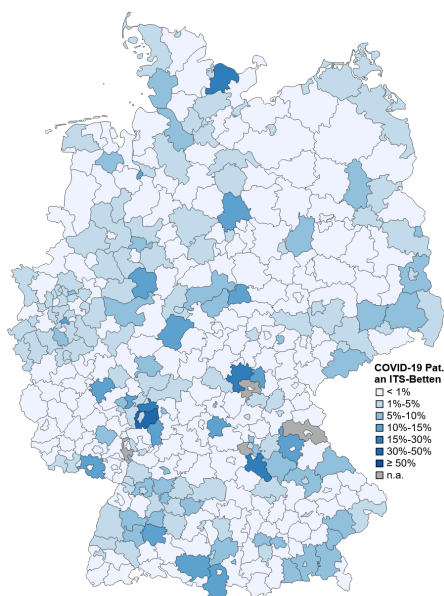 COVID-19 Pat.
an ITS-Betten
< 1%
1%-5%
5%-10%
10%-15%
15%-30%
30%-50%
≥ 50%
n.a.